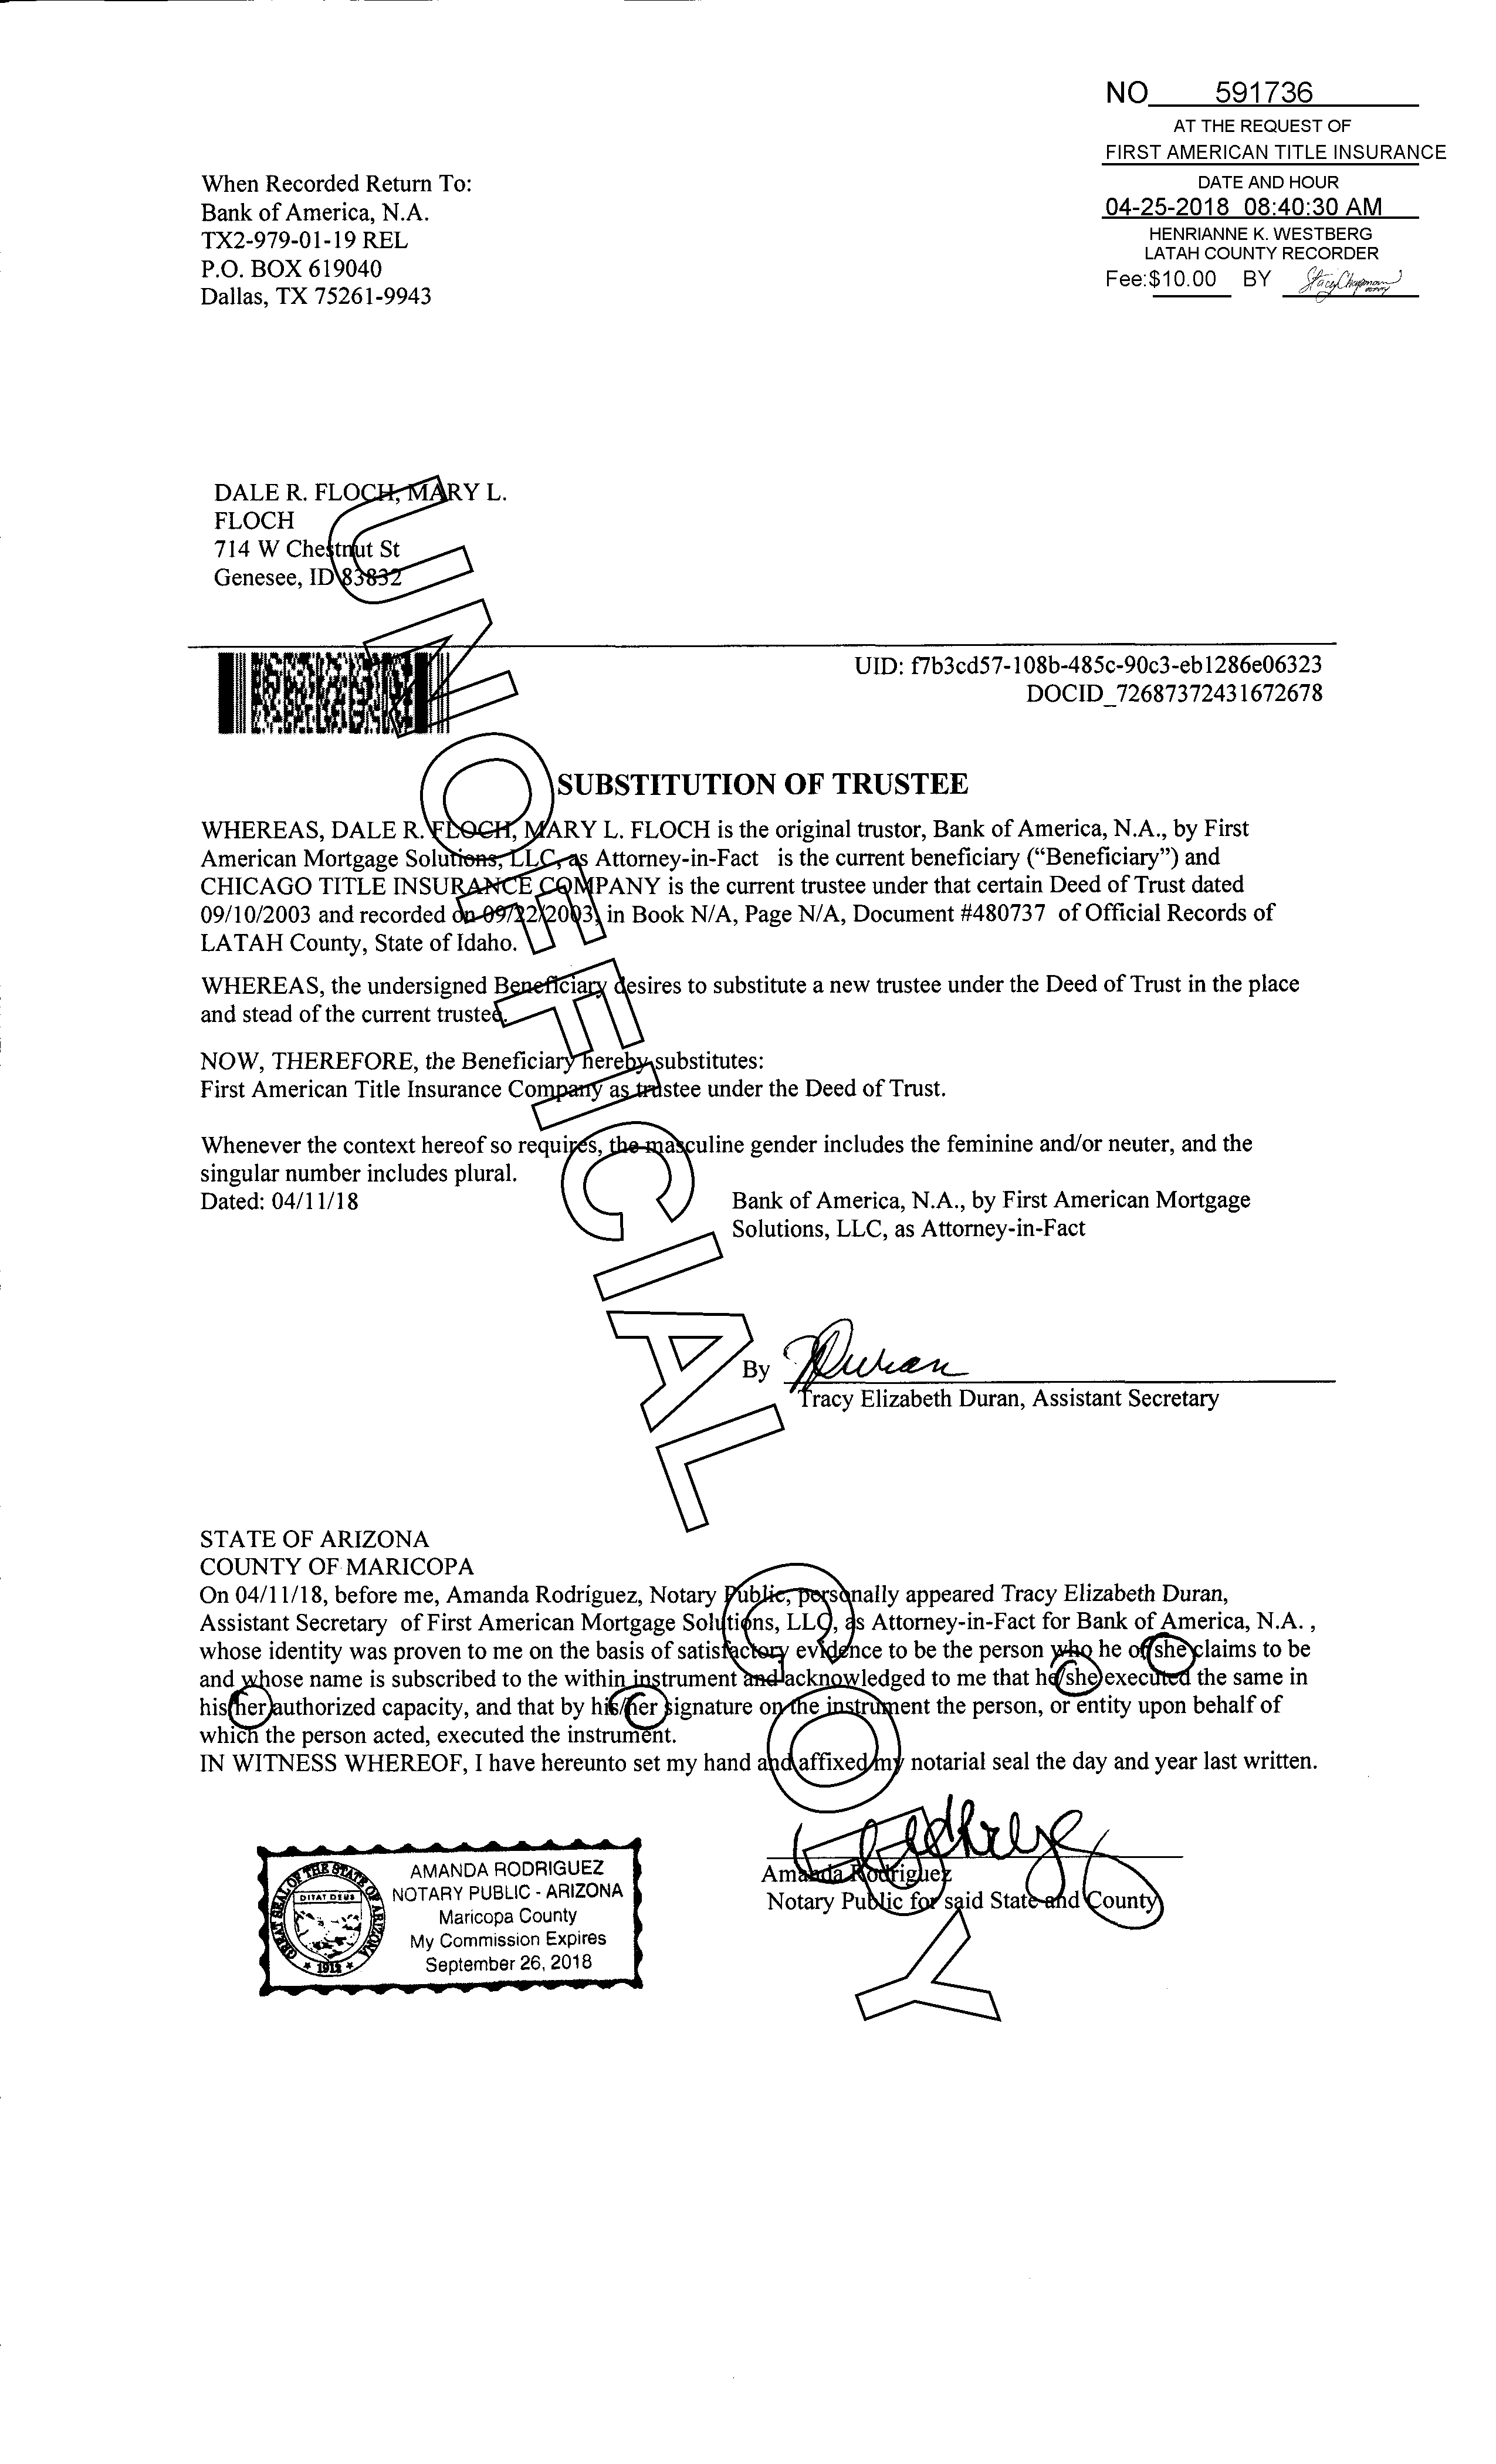 NO 591736
AT THE REQUEST OF
FIRST AMERICAN TITLE INSURANCE
DATE AND HOUR
04-25-2018 08:40:30 AM
HENRIANNE K. WESTBERG
LATAH COUNTY RECORDER
Fee:$10.00 BY Stacy Chapman
When Recorded Return To:
Bank of America, N.A.
TX2-979-01-19 REL
P.O. BOX 619040
Dallas, TX 75261-9943
DALE R. FLOCH, MARY L.
FLOCH
714 W Chestnut St
Genesee, ID 83832
UID: f7b3cd57-108b-485c-90c3-eb1286e06323
DOCID_72687372431672678
SUBSTITUTION OF TRUSTEE
WHEREAS, DALE R. FLOCH, MARY L. FLOCH is the original trustor, Bank of America, N.A., by First
American Mortgage Solutions, LLC, as Attorney-in-Fact is the current beneficiary (“Beneficiary”) and
CHICAGO TITLE INSURANCE COMPANY is the current trustee under that certain Deed of Trust dated
09/10/2003 and recorded on 09/22/2003, in Book N/A, Page N/A, Document #480737 of Official Records of
LATAH County, State of Idaho.
WHEREAS, the undersigned Beneficiary desires to substitute a new trustee under the Deed of Trust in the place
and stead of the current trustee.
NOW, THEREFORE, the Beneficiary hereby substitutes:
First American Title Insurance Company as trustee under the Deed of Trust.
Whenever the context hereof so requires, the masculine gender includes the feminine and/or neuter, and the
singular number includes plural.
Dated: 04/11/18
Bank of America, N.A., by First American Mortgage
Solutions, LLC, as Attorney-in-Fact
By TDuran
Tracy Elizabeth Duran, Assistant Secretary
STATE OF ARIZONA
COUNTY OF MARICOPA
On 04/11/18, before me, Amanda Rodriguez, Notary Public, personally appeared Tracy Elizabeth Duran,
Assistant Secretary of First American Mortgage Solutions, LLC, as Attorney-in-Fact for Bank of America, N.A. ,
whose identity was proven to me on the basis of satisfactory evidence to be the person who he or she claims to be
and whose name is subscribed to the within instrument and acknowledged to me that he/she executed the same in
his/her authorized capacity, and that by his/her signature on the instrument the person, or entity upon behalf of
which the person acted, executed the instrument.
IN WITNESS WHEREOF, I have hereunto set my hand and affixed my notarial seal the day and year last written.
Amanda Rodriguez
Notary Public for said State and County
GREAT SEAL OF THE STATE OF ARIZONA
DITAT DEUS
1912
AMANDA RODRIGUEZ
NOTARY PUBLIC - ARIZONA
Maricopa County
My Commission Expires
September 26, 2018
UNOFFICIAL COPY